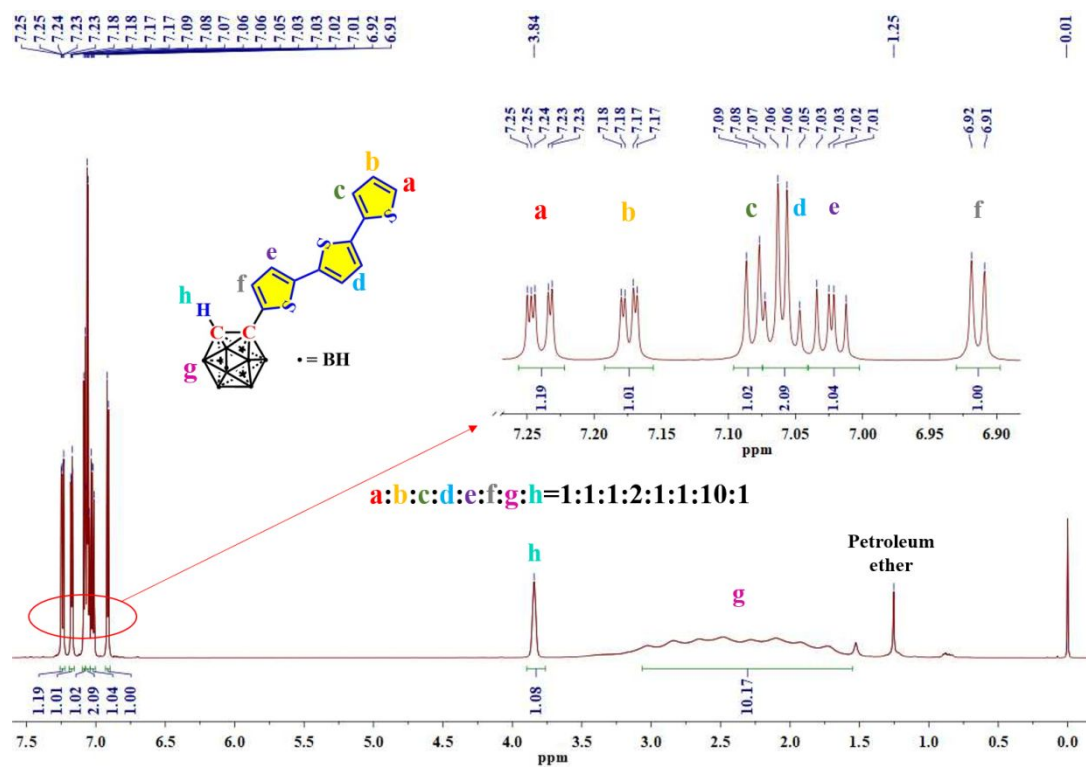 7.25
7.25
7.24
7.23
7.23
7.18
7.18
7.17
7.17
7.09
7.08
7.07
7.06
7.06
7.05
7.03
7.03
7.02
7.01
6.92
6.91
3.84
1.25
0.01
7.25
7.25
7.24
7.23
7.23
7.18
7.18
7.17
7.17
7.09
7.08
7.07
7.06
7.06
7.05
7.03
7.03
7.02
7.01
6.92
6.91
a b c d e f
1.19 1.01 1.02 2.09 1.04 1.00
7.25 7.20 7.15 7.10 7.05 7.00 6.95 6.90
ppm
b
a
c
S
e
S
f
d
S
h
H
C C
g
• = BH
a:b:c:d:e:f:g:h=1:1:1:2:1:1:10:1
h
g
Petroleum
ether
1.19
1.01
1.02
2.09
1.04
1.00
1.08
10.17
7.5 7.0 6.5 6.0 5.5 5.0 4.5 4.0 3.5 3.0 2.5 2.0 1.5 1.0 0.5 0.0
ppm